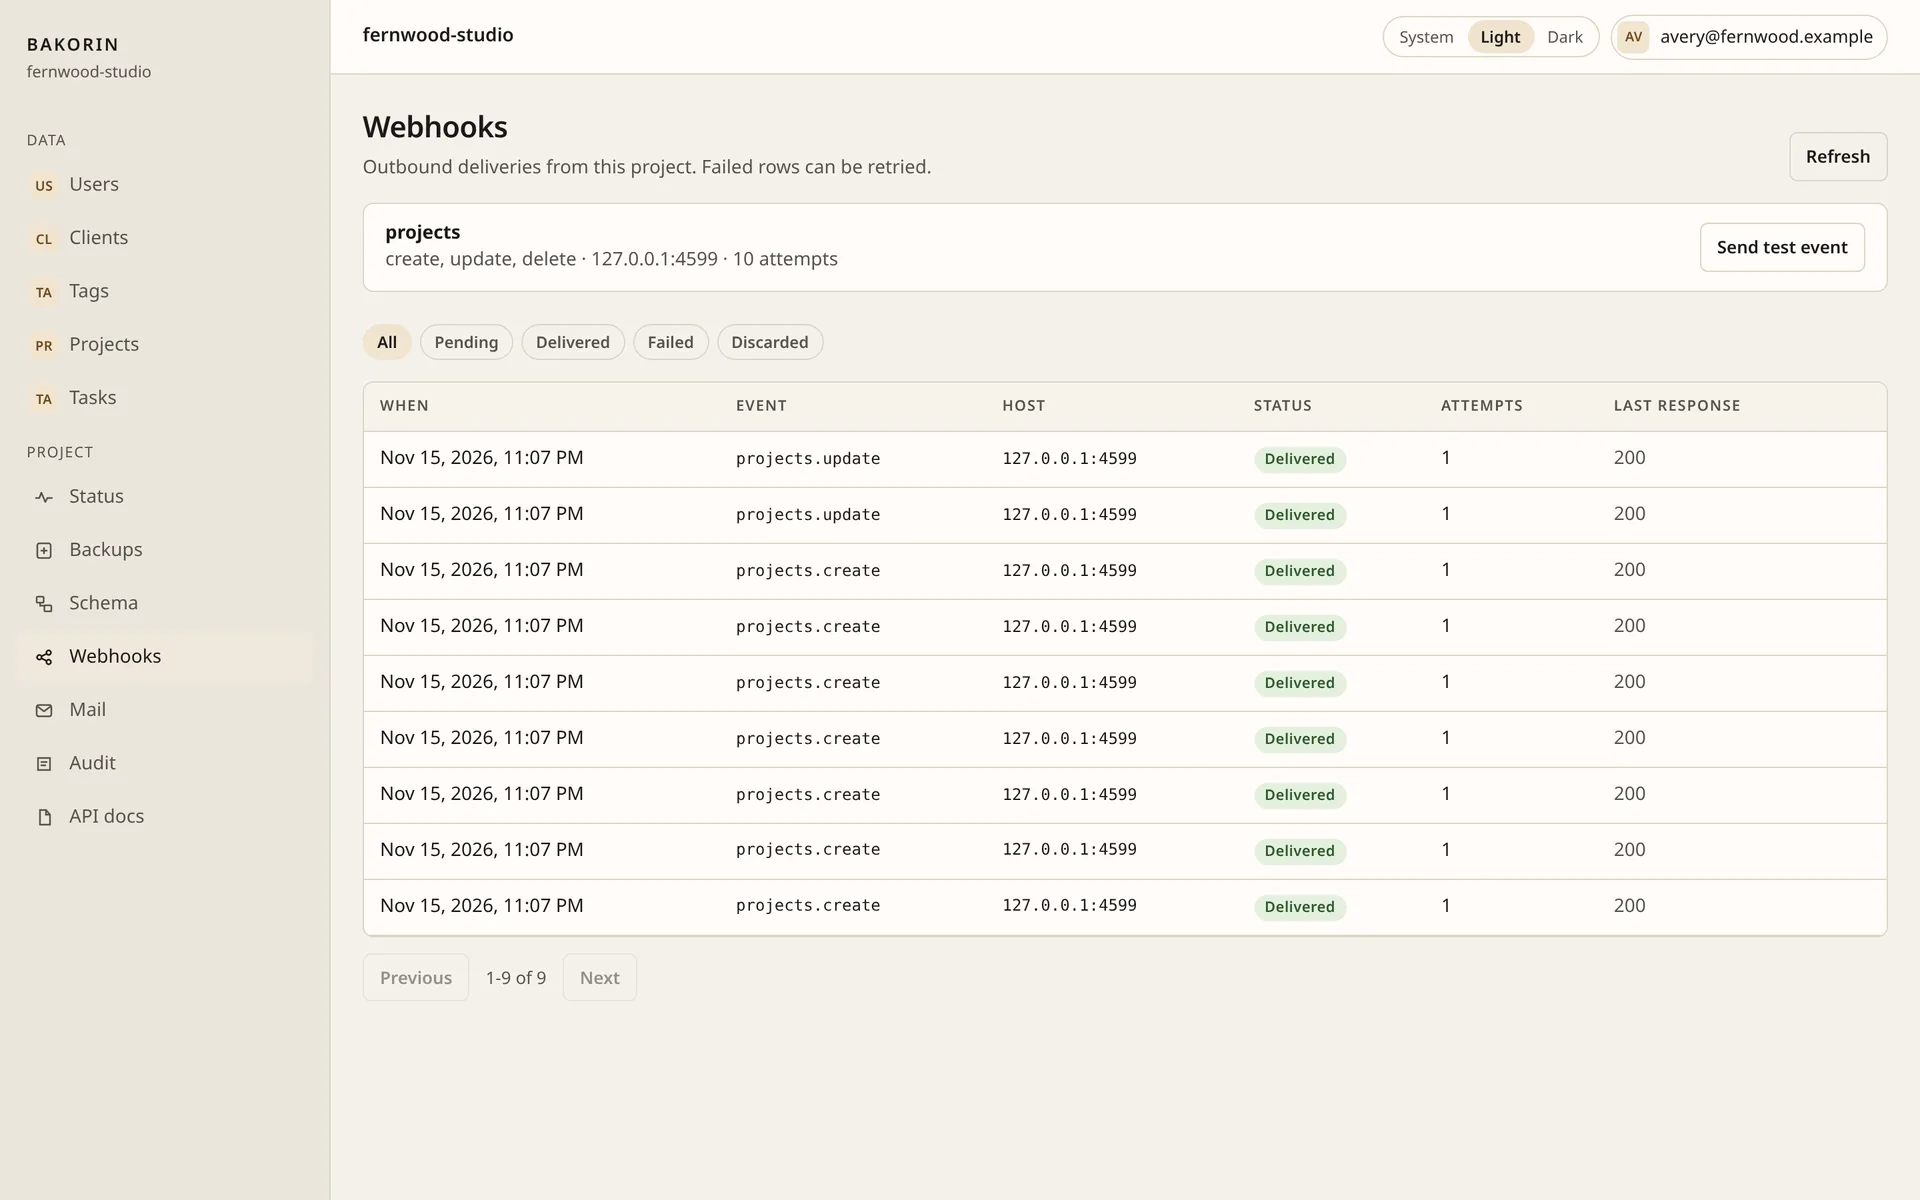 BAKORIN
fernwood-studio
DATA
US Users
CL Clients
TA Tags
PR Projects
TA Tasks
PROJECT
Status
Backups
Schema
Webhooks
Mail
Audit
API docs
fernwood-studio
System Light Dark
AV avery@fernwood.example
Webhooks
Outbound deliveries from this project. Failed rows can be retried.
Refresh
projects
create, update, delete · 127.0.0.1:4599 · 10 attempts
Send test event
All Pending Delivered Failed Discarded
WHEN EVENT HOST STATUS ATTEMPTS LAST RESPONSE
Nov 15, 2026, 11:07 PM projects.update 127.0.0.1:4599 Delivered 1 200
Nov 15, 2026, 11:07 PM projects.update 127.0.0.1:4599 Delivered 1 200
Nov 15, 2026, 11:07 PM projects.create 127.0.0.1:4599 Delivered 1 200
Nov 15, 2026, 11:07 PM projects.create 127.0.0.1:4599 Delivered 1 200
Nov 15, 2026, 11:07 PM projects.create 127.0.0.1:4599 Delivered 1 200
Nov 15, 2026, 11:07 PM projects.create 127.0.0.1:4599 Delivered 1 200
Nov 15, 2026, 11:07 PM projects.create 127.0.0.1:4599 Delivered 1 200
Nov 15, 2026, 11:07 PM projects.create 127.0.0.1:4599 Delivered 1 200
Nov 15, 2026, 11:07 PM projects.create 127.0.0.1:4599 Delivered 1 200
Previous 1-9 of 9 Next